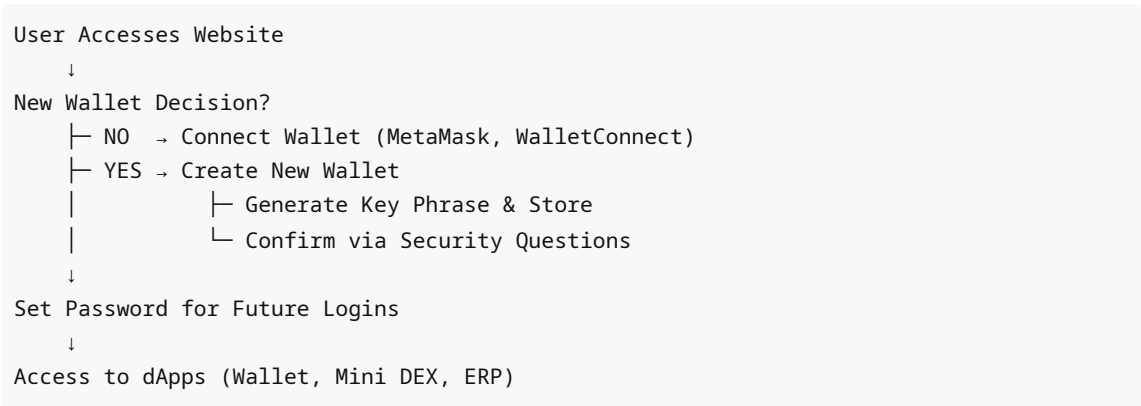 User Accesses Website
    ↓
New Wallet Decision?
    ├─ NO  → Connect Wallet (MetaMask, WalletConnect)
    ├─ YES → Create New Wallet
    │          ├─ Generate Key Phrase & Store
    │          └─ Confirm via Security Questions
    ↓
Set Password for Future Logins
    ↓
Access to dApps (Wallet, Mini DEX, ERP)